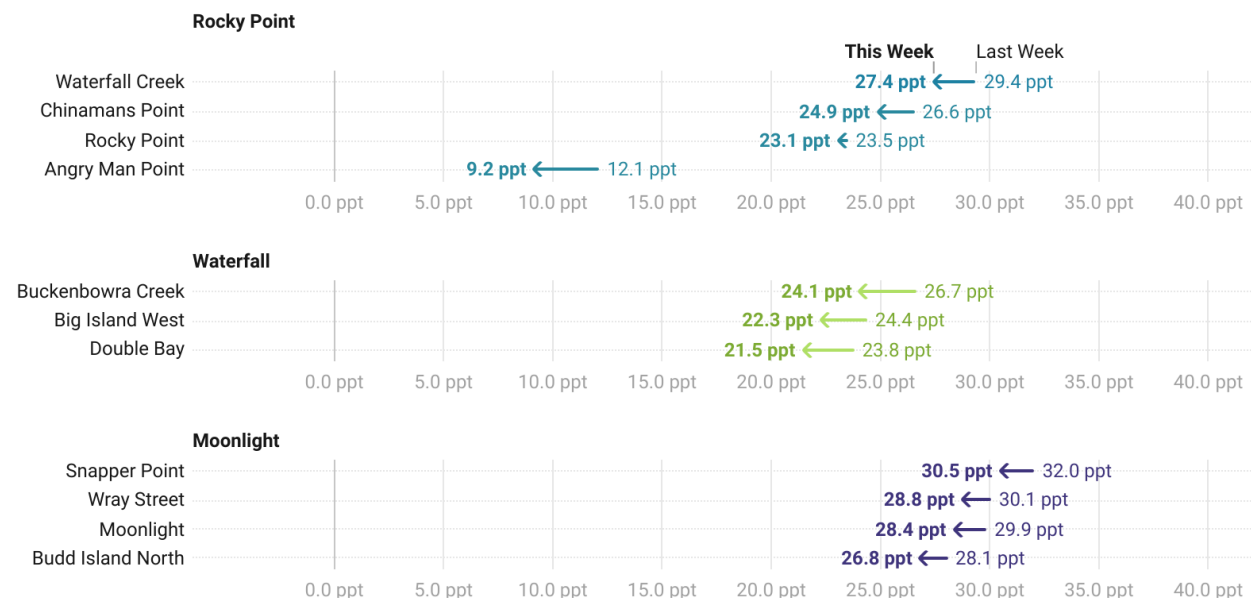 Rocky Point
This Week Last Week
Waterfall Creek 27.4 ppt 29.4 ppt
Chinamans Point 24.9 ppt 26.6 ppt
Rocky Point 23.1 ppt 23.5 ppt
Angry Man Point 9.2 ppt 12.1 ppt
0.0 ppt 5.0 ppt 10.0 ppt 15.0 ppt 20.0 ppt 25.0 ppt 30.0 ppt 35.0 ppt 40.0 ppt
Waterfall
Buckenbowra Creek 24.1 ppt 26.7 ppt
Big Island West 22.3 ppt 24.4 ppt
Double Bay 21.5 ppt 23.8 ppt
0.0 ppt 5.0 ppt 10.0 ppt 15.0 ppt 20.0 ppt 25.0 ppt 30.0 ppt 35.0 ppt 40.0 ppt
Moonlight
Snapper Point 30.5 ppt 32.0 ppt
Wray Street 28.8 ppt 30.1 ppt
Moonlight 28.4 ppt 29.9 ppt
Budd Island North 26.8 ppt 28.1 ppt
0.0 ppt 5.0 ppt 10.0 ppt 15.0 ppt 20.0 ppt 25.0 ppt 30.0 ppt 35.0 ppt 40.0 ppt